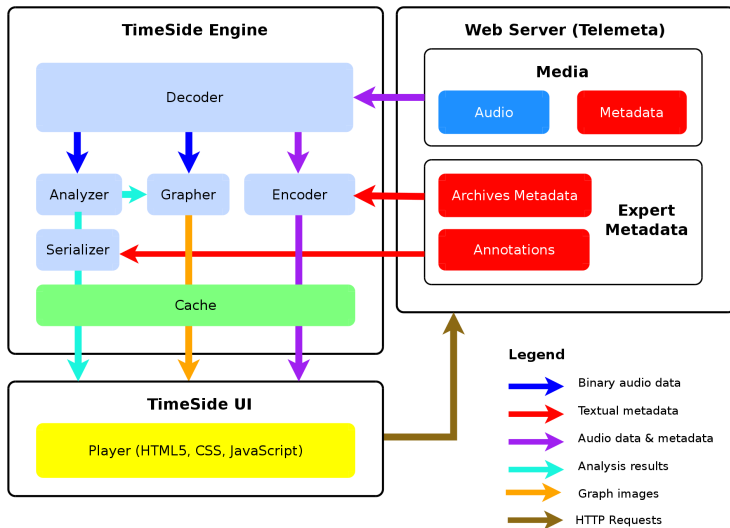 TimeSide Engine
Decoder
Analyzer
Grapher
Encoder
Serializer
Cache
Web Server (Telemeta)
Media
Audio
Metadata
Archives Metadata
Annotations
Expert
Metadata
TimeSide UI
Player (HTML5, CSS, JavaScript)
Legend
Binary audio data
Textual metadata
Audio data & metadata
Analysis results
Graph images
HTTP Requests